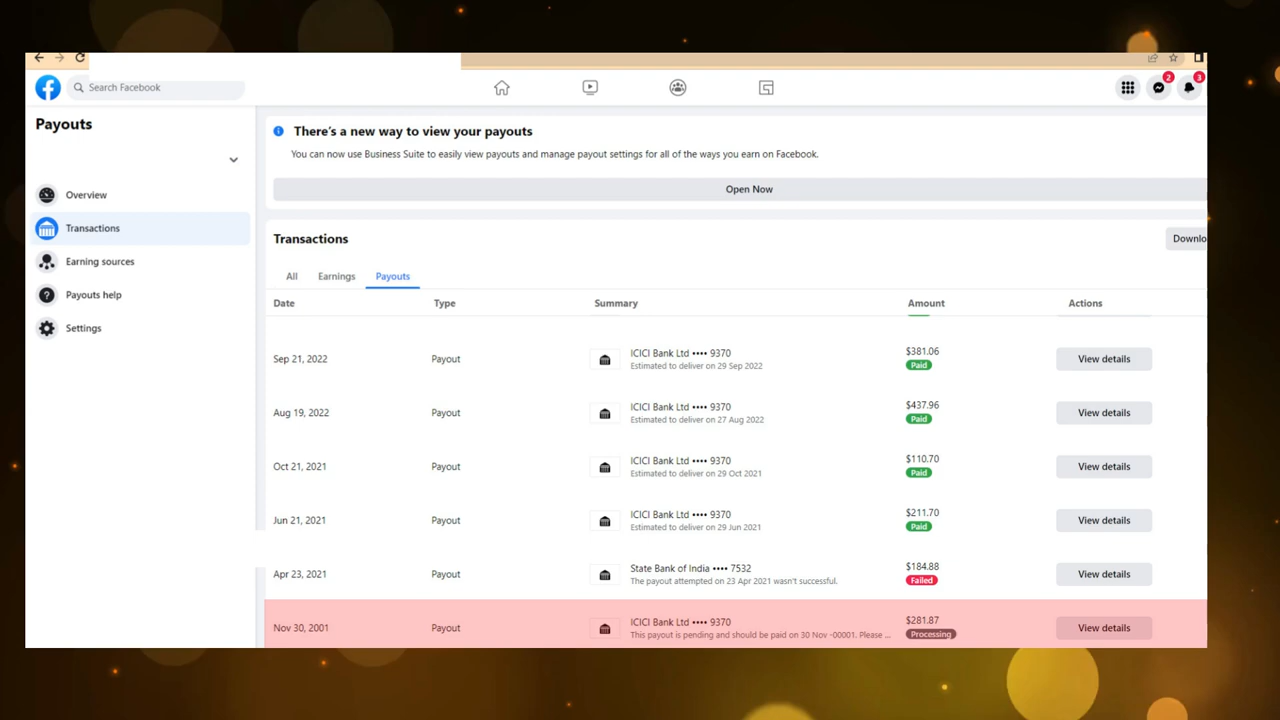 Search Facebook
2
3
Payouts
Overview
Transactions
Earning sources
Payouts help
Settings
There's a new way to view your payouts
You can now use Business Suite to easily view payouts and manage payout settings for all of the ways you earn on Facebook.
Open Now
Transactions
Downlo
All Earnings Payouts
Date Type Summary Amount Actions
Sep 21, 2022 Payout ICICI Bank Ltd •••• 9370 $381.06 View details
Estimated to deliver on 29 Sep 2022 Paid
Aug 19, 2022 Payout ICICI Bank Ltd •••• 9370 $437.96 View details
Estimated to deliver on 27 Aug 2022 Paid
Oct 21, 2021 Payout ICICI Bank Ltd •••• 9370 $110.70 View details
Estimated to deliver on 29 Oct 2021 Paid
Jun 21, 2021 Payout ICICI Bank Ltd •••• 9370 $211.70 View details
Estimated to deliver on 29 Jun 2021 Paid
Apr 23, 2021 Payout State Bank of India •••• 7532 $184.88 View details
The payout attempted on 23 Apr 2021 wasn't successful. Failed
Nov 30, 2001 Payout ICICI Bank Ltd •••• 9370 $281.87 View details
This payout is pending and should be paid on 30 Nov -00001. Please ... Processing